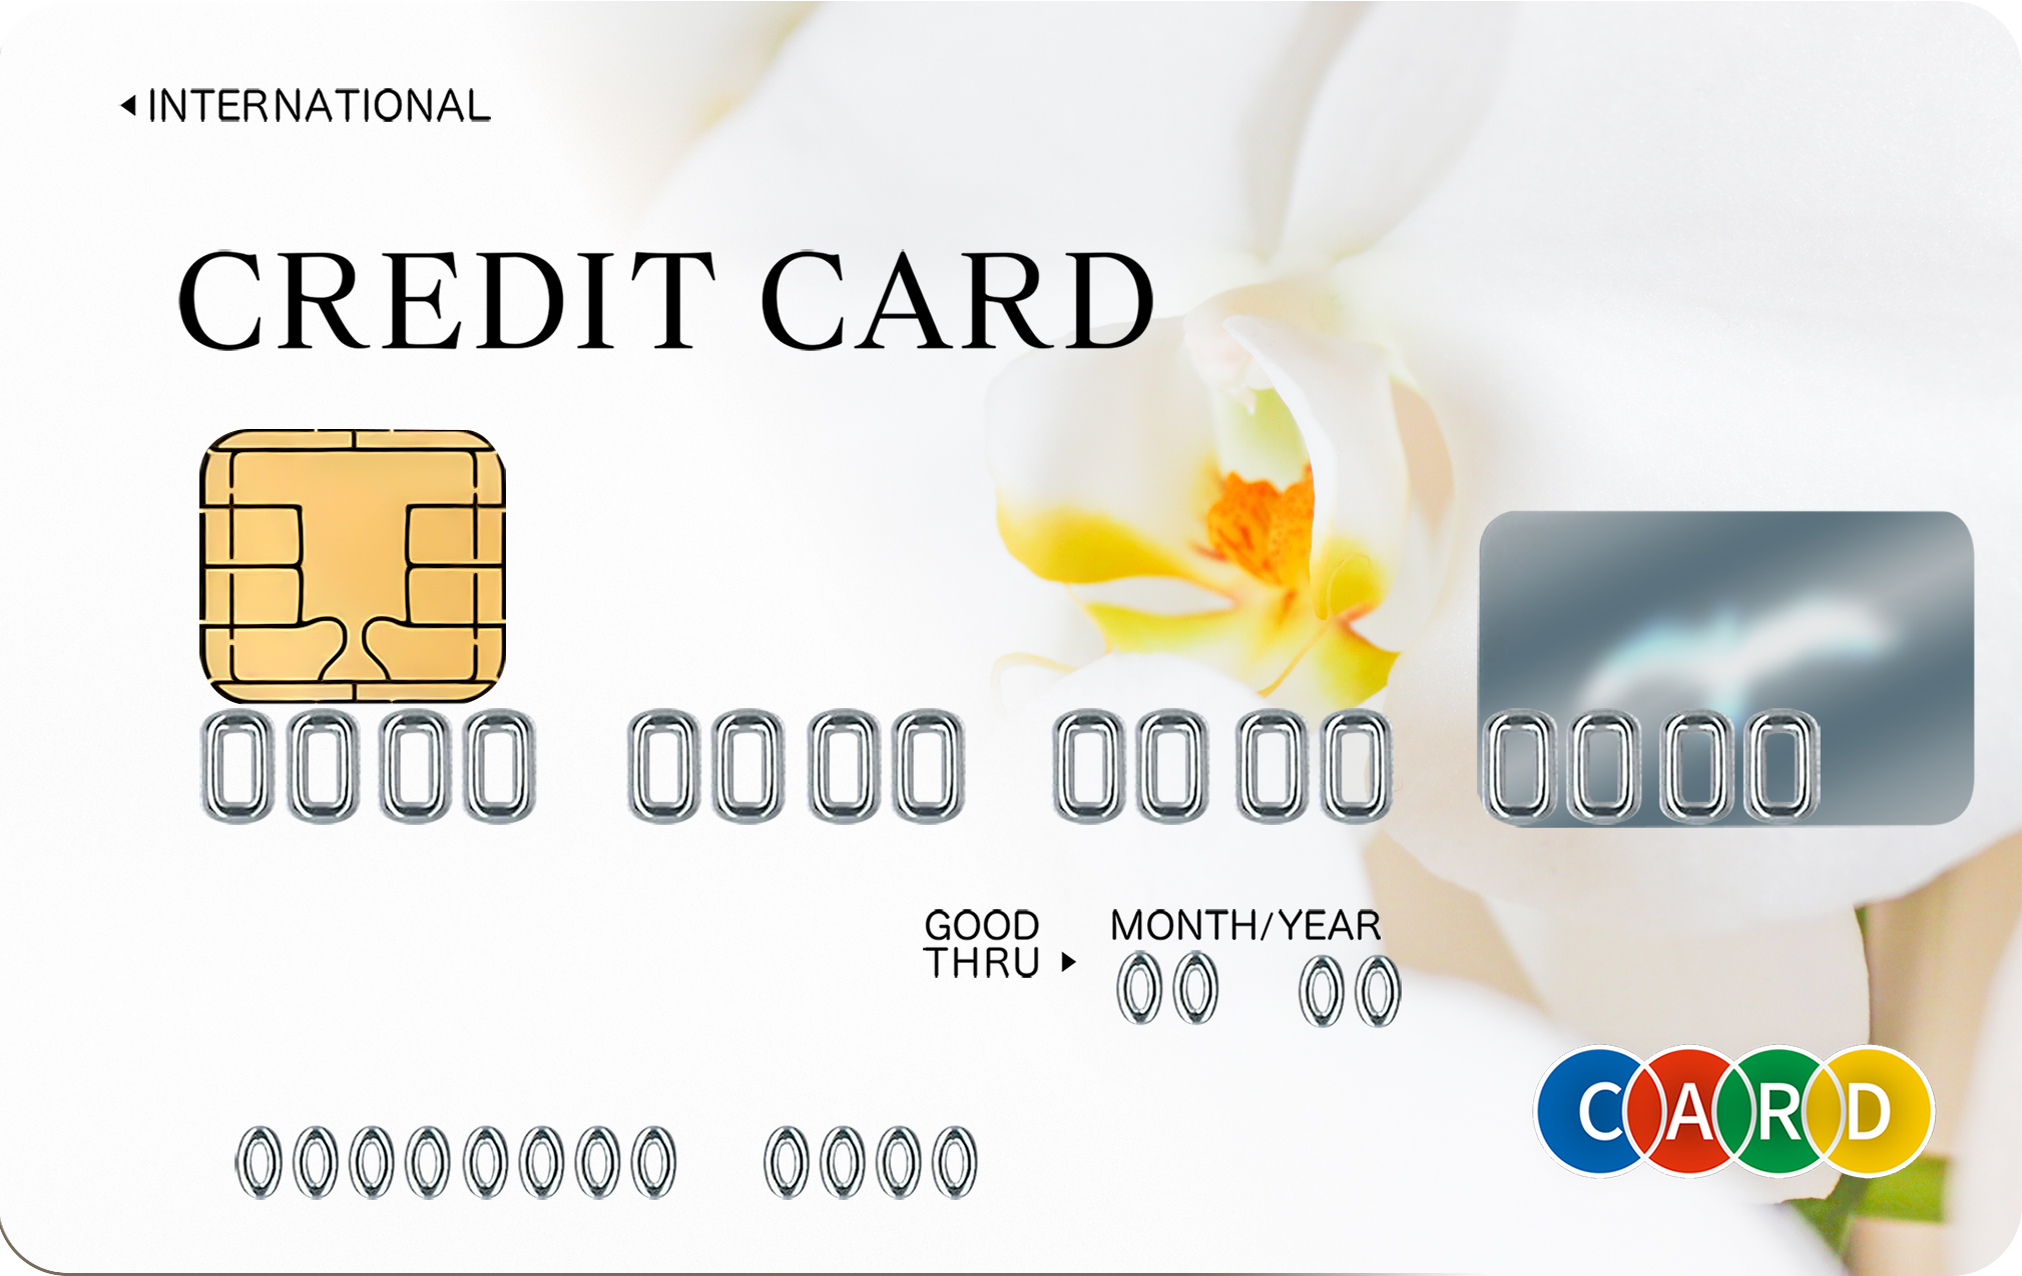 ◀INTERNATIONAL
CREDIT CARD
0000 0000 0000 0000
GOOD THRU ▶ MONTH/YEAR
00 00
00000000 0000
CARD